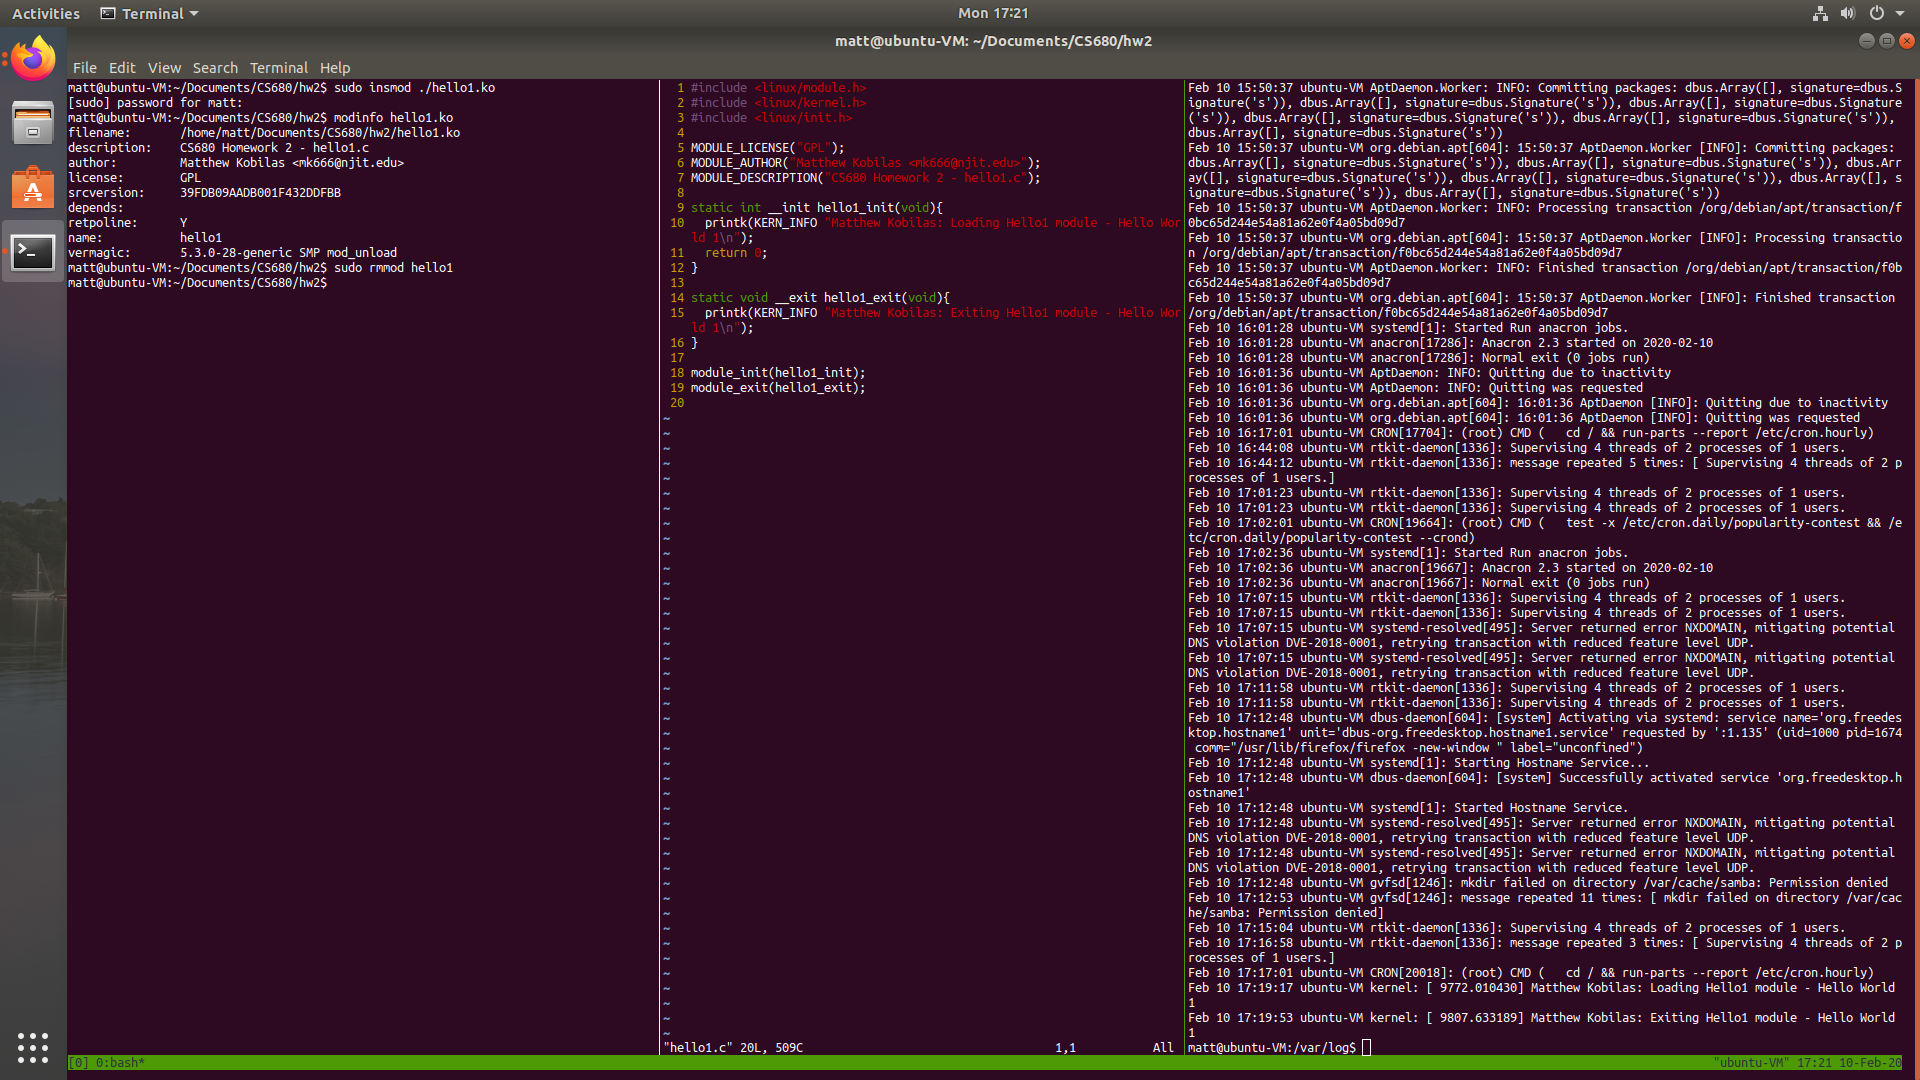 Activities
Terminal
Mon 17:21
matt@ubuntu-VM: ~/Documents/CS680/hw2
File Edit View Search Terminal Help
matt@ubuntu-VM:~/Documents/CS680/hw2$ sudo insmod ./hello1.ko
[sudo] password for matt:
matt@ubuntu-VM:~/Documents/CS680/hw2$ modinfo hello1.ko
filename:       /home/matt/Documents/CS680/hw2/hello1.ko
description:    CS680 Homework 2 - hello1.c
author:         Matthew Kobilas <mk666@njit.edu>
license:        GPL
srcversion:     39FDB09AADB001F432DDFBB
depends:
retpoline:      Y
name:           hello1
vermagic:       5.3.0-28-generic SMP mod_unload
matt@ubuntu-VM:~/Documents/CS680/hw2$ sudo rmmod hello1
matt@ubuntu-VM:~/Documents/CS680/hw2$
1 #include <linux/module.h>
2 #include <linux/kernel.h>
3 #include <linux/init.h>
4
5 MODULE_LICENSE("GPL");
6 MODULE_AUTHOR("Matthew Kobilas <mk666@njit.edu>");
7 MODULE_DESCRIPTION("CS680 Homework 2 - hello1.c");
8
9 static int __init hello1_init(void){
10   printk(KERN_INFO "Matthew Kobilas: Loading Hello1 module - Hello Wor
ld 1\n");
11   return 0;
12 }
13
14 static void __exit hello1_exit(void){
15   printk(KERN_INFO "Matthew Kobilas: Exiting Hello1 module - Hello Wor
ld 1\n");
16 }
17
18 module_init(hello1_init);
19 module_exit(hello1_exit);
20
"hello1.c" 20L, 509C 1,1 All
Feb 10 15:50:37 ubuntu-VM AptDaemon.Worker: INFO: Committing packages: dbus.Array([], signature=dbus.S
ignature('s')), dbus.Array([], signature=dbus.Signature('s')), dbus.Array([], signature=dbus.Signature
('s')), dbus.Array([], signature=dbus.Signature('s')), dbus.Array([], signature=dbus.Signature('s')),
dbus.Array([], signature=dbus.Signature('s'))
Feb 10 15:50:37 ubuntu-VM org.debian.apt[604]: 15:50:37 AptDaemon.Worker [INFO]: Committing packages:
dbus.Array([], signature=dbus.Signature('s')), dbus.Array([], signature=dbus.Signature('s')), dbus.Arr
ay([], signature=dbus.Signature('s')), dbus.Array([], signature=dbus.Signature('s')), dbus.Array([], s
ignature=dbus.Signature('s')), dbus.Array([], signature=dbus.Signature('s'))
Feb 10 15:50:37 ubuntu-VM AptDaemon.Worker: INFO: Processing transaction /org/debian/apt/transaction/f
0bc65d244e54a81a62e0f4a05bd09d7
Feb 10 15:50:37 ubuntu-VM org.debian.apt[604]: 15:50:37 AptDaemon.Worker [INFO]: Processing transactio
n /org/debian/apt/transaction/f0bc65d244e54a81a62e0f4a05bd09d7
Feb 10 15:50:37 ubuntu-VM AptDaemon.Worker: INFO: Finished transaction /org/debian/apt/transaction/f0b
c65d244e54a81a62e0f4a05bd09d7
Feb 10 15:50:37 ubuntu-VM org.debian.apt[604]: 15:50:37 AptDaemon.Worker [INFO]: Finished transaction
/org/debian/apt/transaction/f0bc65d244e54a81a62e0f4a05bd09d7
Feb 10 16:01:28 ubuntu-VM systemd[1]: Started Run anacron jobs.
Feb 10 16:01:28 ubuntu-VM anacron[17286]: Anacron 2.3 started on 2020-02-10
Feb 10 16:01:28 ubuntu-VM anacron[17286]: Normal exit (0 jobs run)
Feb 10 16:01:36 ubuntu-VM AptDaemon: INFO: Quitting due to inactivity
Feb 10 16:01:36 ubuntu-VM AptDaemon: INFO: Quitting was requested
Feb 10 16:01:36 ubuntu-VM org.debian.apt[604]: 16:01:36 AptDaemon [INFO]: Quitting due to inactivity
Feb 10 16:01:36 ubuntu-VM org.debian.apt[604]: 16:01:36 AptDaemon [INFO]: Quitting was requested
Feb 10 16:17:01 ubuntu-VM CRON[17704]: (root) CMD (   cd / && run-parts --report /etc/cron.hourly)
Feb 10 16:44:08 ubuntu-VM rtkit-daemon[1336]: Supervising 4 threads of 2 processes of 1 users.
Feb 10 16:44:12 ubuntu-VM rtkit-daemon[1336]: message repeated 5 times: [ Supervising 4 threads of 2 p
rocesses of 1 users.]
Feb 10 17:01:23 ubuntu-VM rtkit-daemon[1336]: Supervising 4 threads of 2 processes of 1 users.
Feb 10 17:01:23 ubuntu-VM rtkit-daemon[1336]: Supervising 4 threads of 2 processes of 1 users.
Feb 10 17:02:01 ubuntu-VM CRON[19664]: (root) CMD (   test -x /etc/cron.daily/popularity-contest && /e
tc/cron.daily/popularity-contest --crond)
Feb 10 17:02:36 ubuntu-VM systemd[1]: Started Run anacron jobs.
Feb 10 17:02:36 ubuntu-VM anacron[19667]: Anacron 2.3 started on 2020-02-10
Feb 10 17:02:36 ubuntu-VM anacron[19667]: Normal exit (0 jobs run)
Feb 10 17:07:15 ubuntu-VM rtkit-daemon[1336]: Supervising 4 threads of 2 processes of 1 users.
Feb 10 17:07:15 ubuntu-VM rtkit-daemon[1336]: Supervising 4 threads of 2 processes of 1 users.
Feb 10 17:07:15 ubuntu-VM systemd-resolved[495]: Server returned error NXDOMAIN, mitigating potential
DNS violation DVE-2018-0001, retrying transaction with reduced feature level UDP.
Feb 10 17:07:15 ubuntu-VM systemd-resolved[495]: Server returned error NXDOMAIN, mitigating potential
DNS violation DVE-2018-0001, retrying transaction with reduced feature level UDP.
Feb 10 17:11:58 ubuntu-VM rtkit-daemon[1336]: Supervising 4 threads of 2 processes of 1 users.
Feb 10 17:11:58 ubuntu-VM rtkit-daemon[1336]: Supervising 4 threads of 2 processes of 1 users.
Feb 10 17:12:48 ubuntu-VM dbus-daemon[604]: [system] Activating via systemd: service name='org.freedes
ktop.hostname1' unit='dbus-org.freedesktop.hostname1.service' requested by ':1.135' (uid=1000 pid=1674
 comm="/usr/lib/firefox/firefox -new-window " label="unconfined")
Feb 10 17:12:48 ubuntu-VM systemd[1]: Starting Hostname Service...
Feb 10 17:12:48 ubuntu-VM dbus-daemon[604]: [system] Successfully activated service 'org.freedesktop.h
ostname1'
Feb 10 17:12:48 ubuntu-VM systemd[1]: Started Hostname Service.
Feb 10 17:12:48 ubuntu-VM systemd-resolved[495]: Server returned error NXDOMAIN, mitigating potential
DNS violation DVE-2018-0001, retrying transaction with reduced feature level UDP.
Feb 10 17:12:48 ubuntu-VM systemd-resolved[495]: Server returned error NXDOMAIN, mitigating potential
DNS violation DVE-2018-0001, retrying transaction with reduced feature level UDP.
Feb 10 17:12:48 ubuntu-VM gvfsd[1246]: mkdir failed on directory /var/cache/samba: Permission denied
Feb 10 17:12:53 ubuntu-VM gvfsd[1246]: message repeated 11 times: [ mkdir failed on directory /var/cac
he/samba: Permission denied]
Feb 10 17:15:04 ubuntu-VM rtkit-daemon[1336]: Supervising 4 threads of 2 processes of 1 users.
Feb 10 17:16:58 ubuntu-VM rtkit-daemon[1336]: message repeated 3 times: [ Supervising 4 threads of 2 p
rocesses of 1 users.]
Feb 10 17:17:01 ubuntu-VM CRON[20018]: (root) CMD (   cd / && run-parts --report /etc/cron.hourly)
Feb 10 17:19:17 ubuntu-VM kernel: [ 9772.010430] Matthew Kobilas: Loading Hello1 module - Hello World
1
Feb 10 17:19:53 ubuntu-VM kernel: [ 9807.633189] Matthew Kobilas: Exiting Hello1 module - Hello World
1
matt@ubuntu-VM:/var/log$
[0] 0:bash* "ubuntu-VM" 17:21 10-Feb-20